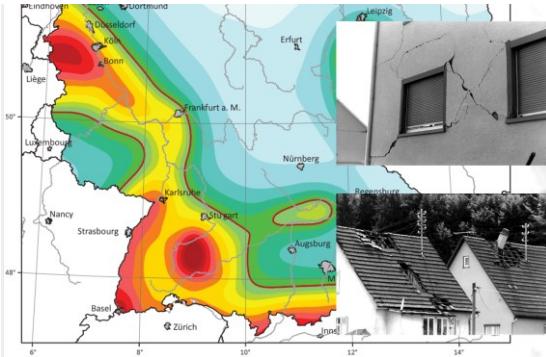 Eindhoven
Dortmund
Leipzig
Düsseldorf
Köln
Erfurt
Bonn
Liège
Frankfurt a. M.
50°
Luxembourg
Nürnberg
Karlsruhe
Regensburg
Nancy
Stuttgart
Strasbourg
Augsburg
M
48°
Basel
Zürich
Inns
6°
8°
10°
12°
14°